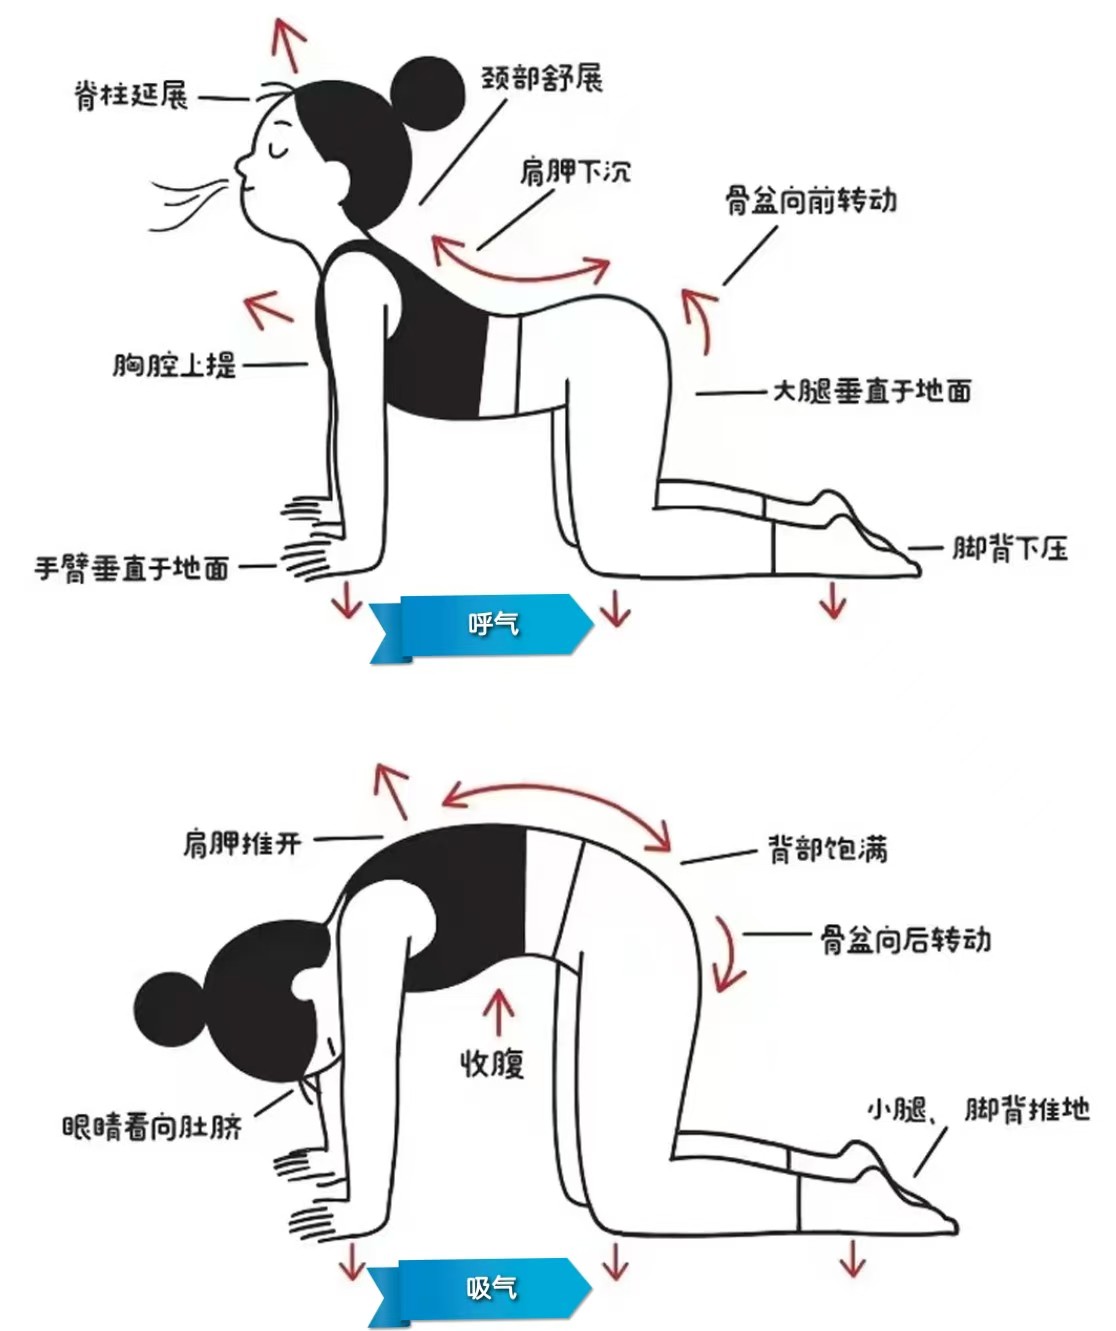 脊柱延展
颈部舒展
肩胛下沉
骨盆向前转动
胸腔上提
大腿垂直于地面
手臂垂直于地面
脚背下压
呼气
肩胛推开
背部饱满
骨盆向后转动
收腹
眼睛看向肚脐
小腿、脚背推地
吸气